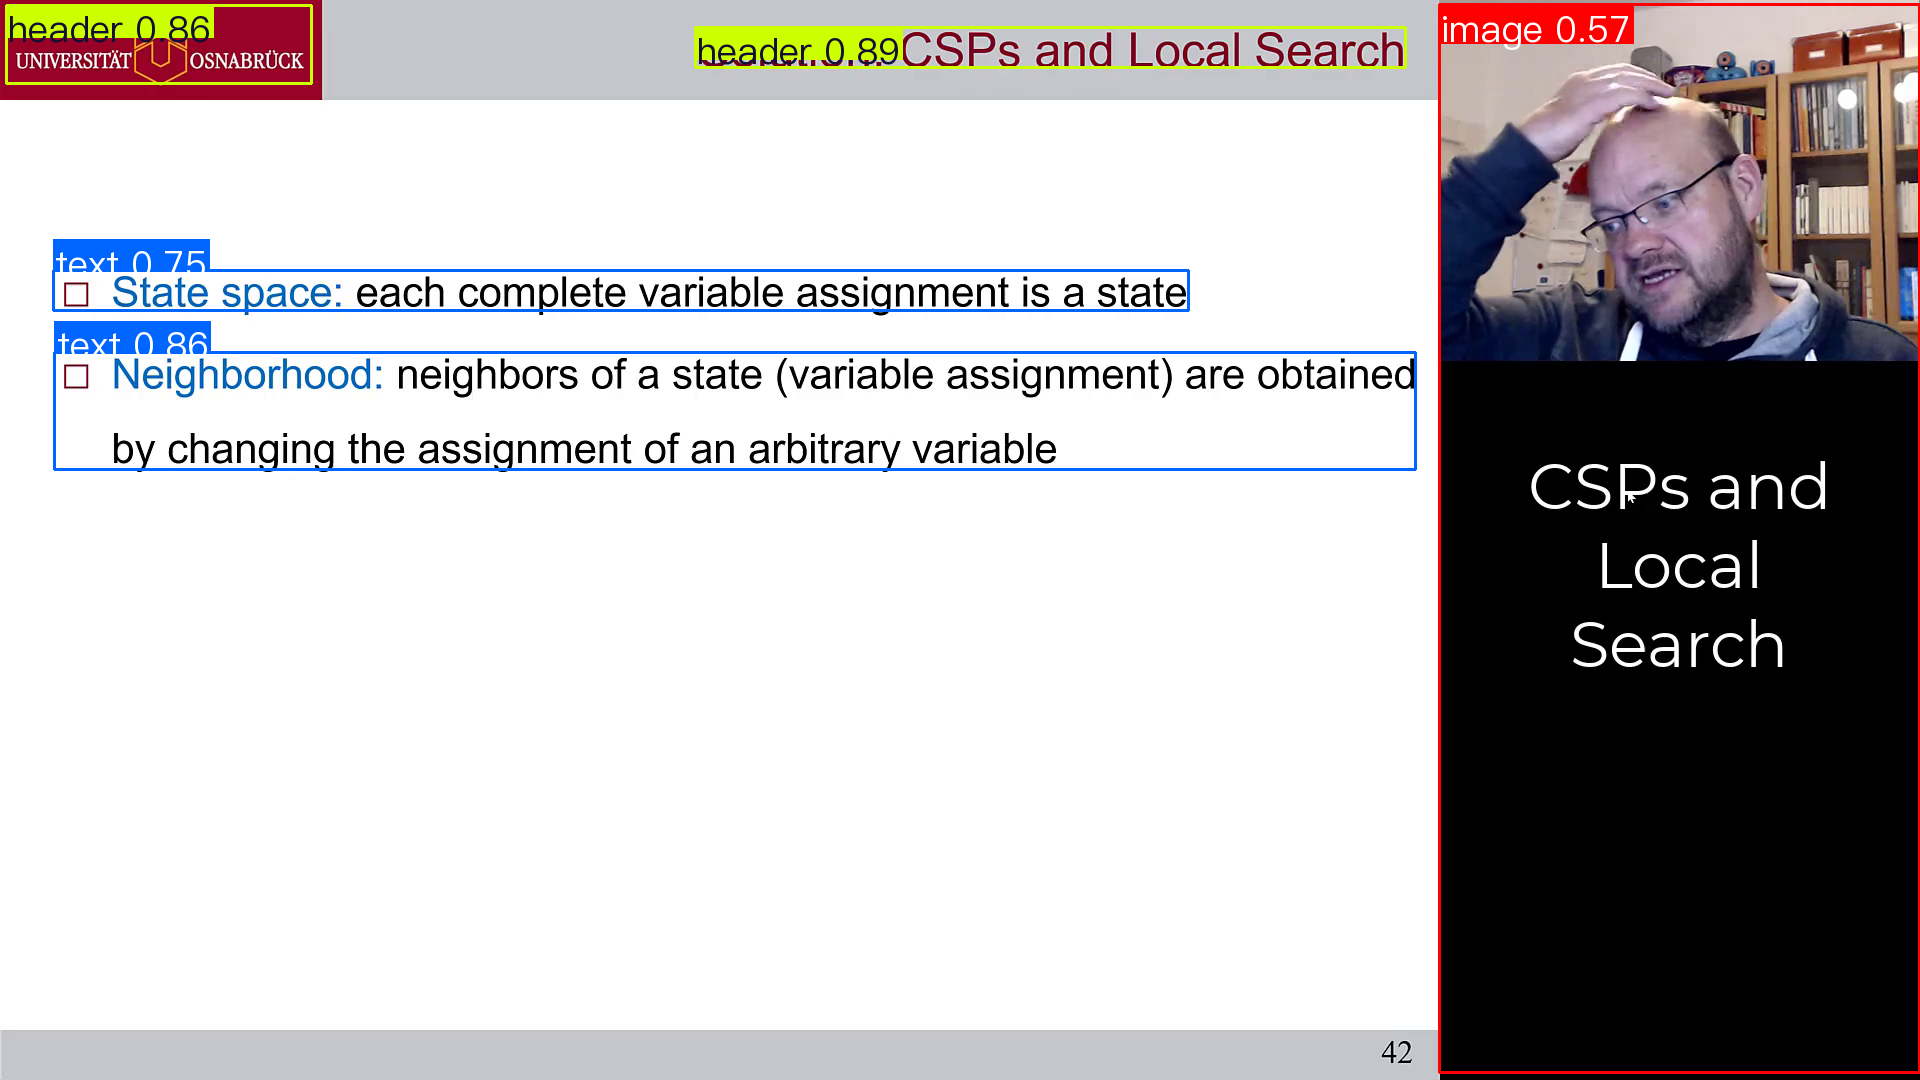 header 0.86
UNIVERSITÄT OSNABRÜCK
header 0.89 CSPs and Local Search
image 0.57
text 0.75
State space: each complete variable assignment is a state
text 0.86
Neighborhood: neighbors of a state (variable assignment) are obtained
by changing the assignment of an arbitrary variable
CSPs and
Local
Search
42